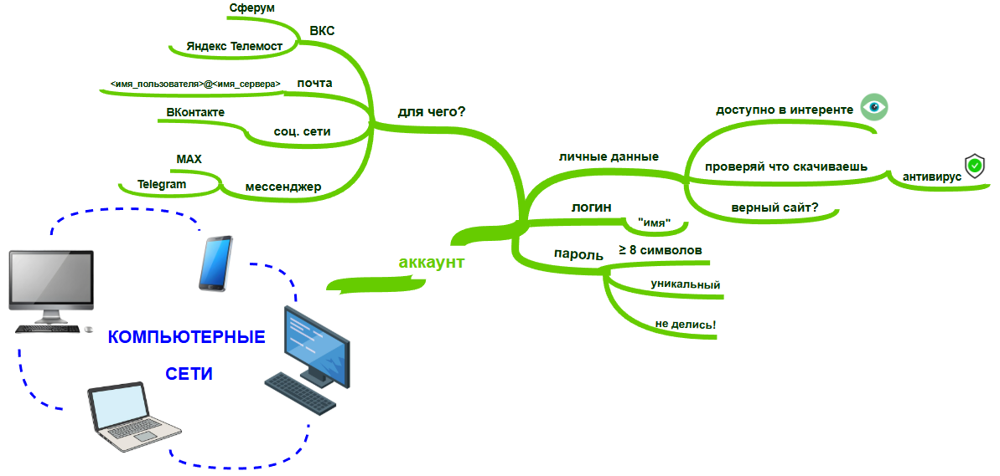 Сферум
ВКС
Яндекс Телемост
<имя_пользователя>@<имя_сервера>
почта
ВКонтакте
соц. сети
MAX
Telegram
мессенджер
для чего?
личные данные
доступно в интеренте
проверяй что скачиваешь
антивирус
верный сайт?
логин
"имя"
пароль
≥ 8 символов
уникальный
не делись!
аккаунт
КОМПЬЮТЕРНЫЕ
СЕТИ